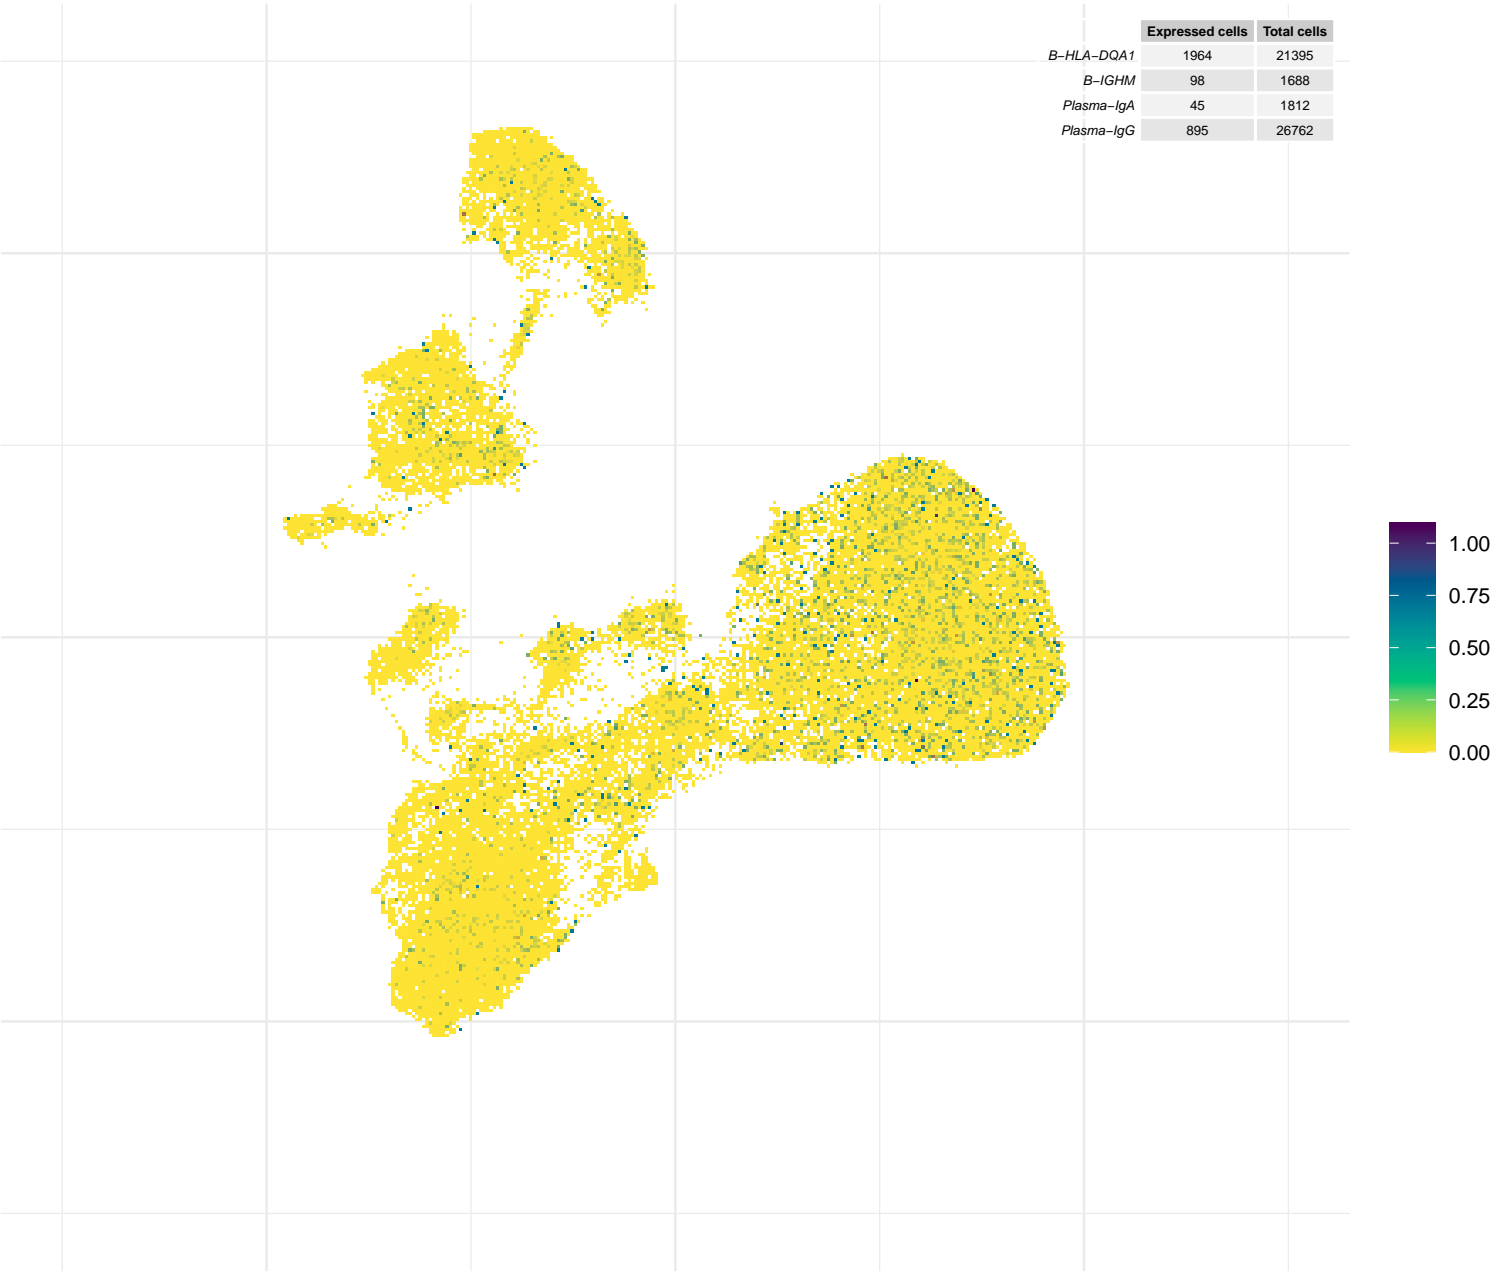 Expressed cells Total cells
B−HLA−DQA1 1964 21395
B−IGHM 98 1688
Plasma−IgA 45 1812
Plasma−IgG 895 26762
1.00
0.75
0.50
0.25
0.00